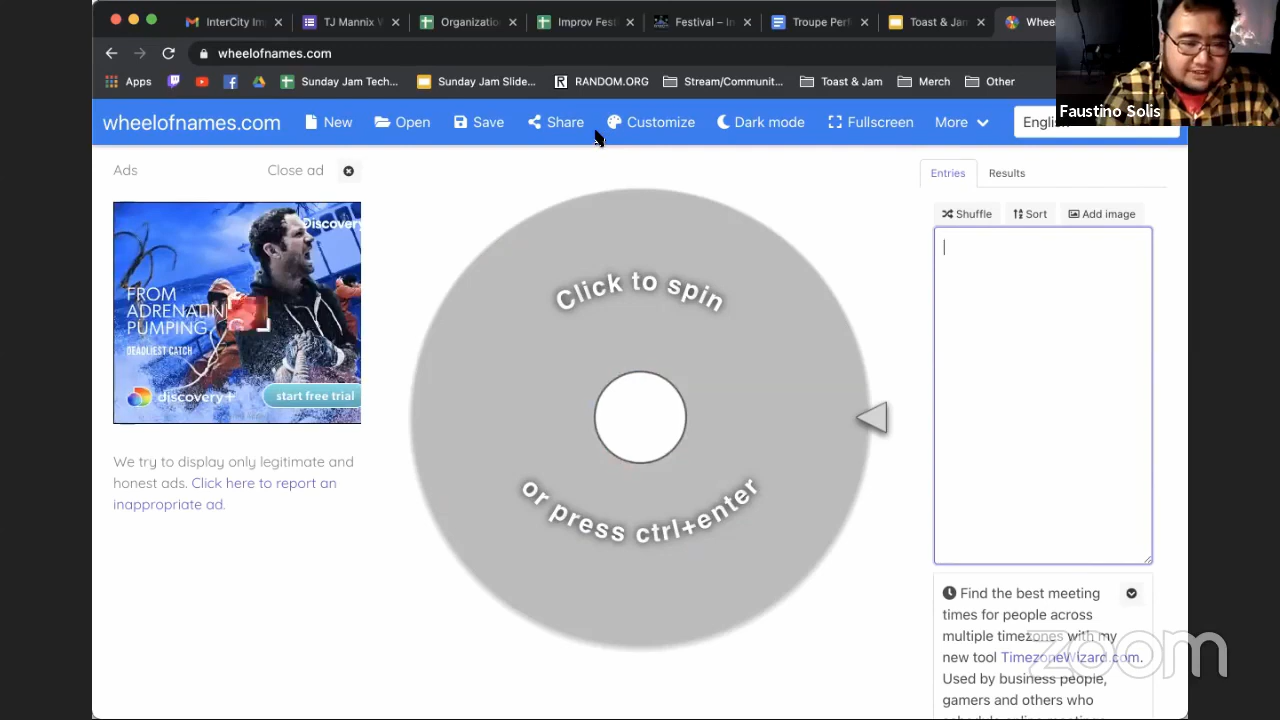 InterCity Im
TJ Mannix
Organizatio
Improv Fest
Festival – In
Troupe Perf
Toast & Jam
Whee
wheelofnames.com
Apps
Sunday Jam Tech...
Sunday Jam Slide...
RANDOM.ORG
Stream/Communit...
Toast & Jam
Merch
Other
Faustino Solis
wheelofnames.com
New
Open
Save
Share
Customize
Dark mode
Fullscreen
More
English
Ads
Close ad
Entries
Results
Shuffle
Sort
Add image
Discovery
FROM
ADRENALIN
PUMPING
DEADLIEST CATCH
discovery+
start free trial
Click to spin
or press ctrl+enter
We try to display only legitimate and
honest ads. Click here to report an
inappropriate ad.
Find the best meeting
times for people across
multiple timezones with my
new tool TimezoneWizard.com.
Used by business people,
gamers and others who
zoom